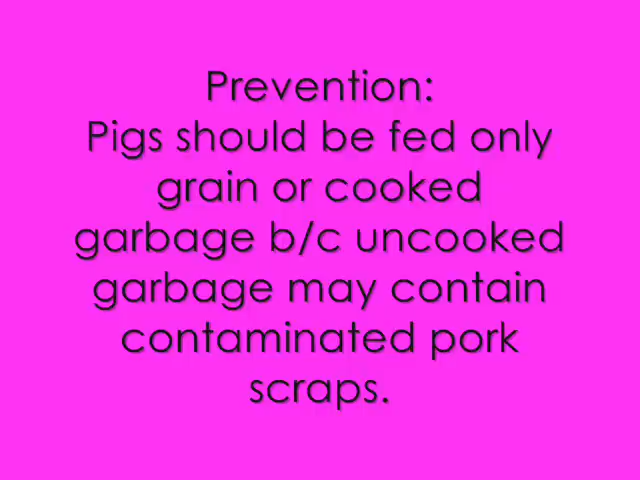 Prevention:
Pigs should be fed only
grain or cooked
garbage b/c uncooked
garbage may contain
contaminated pork
scraps.